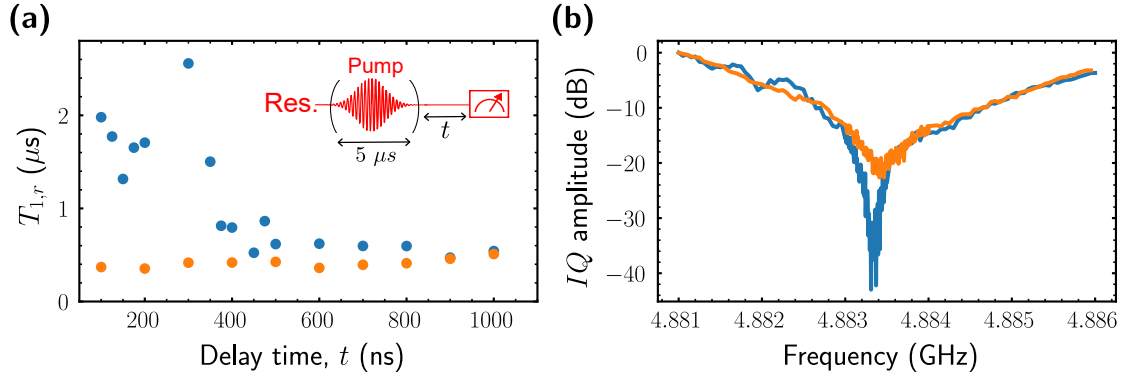 (a)
T₁,ᵣ (μs)
2
1
0
Res.
Pump
5 μs
t
200
400
600
800
1000
Delay time, t (ns)
(b)
IQ amplitude (dB)
0
−10
−20
−30
−40
4.881
4.882
4.883
4.884
4.885
4.886
Frequency (GHz)